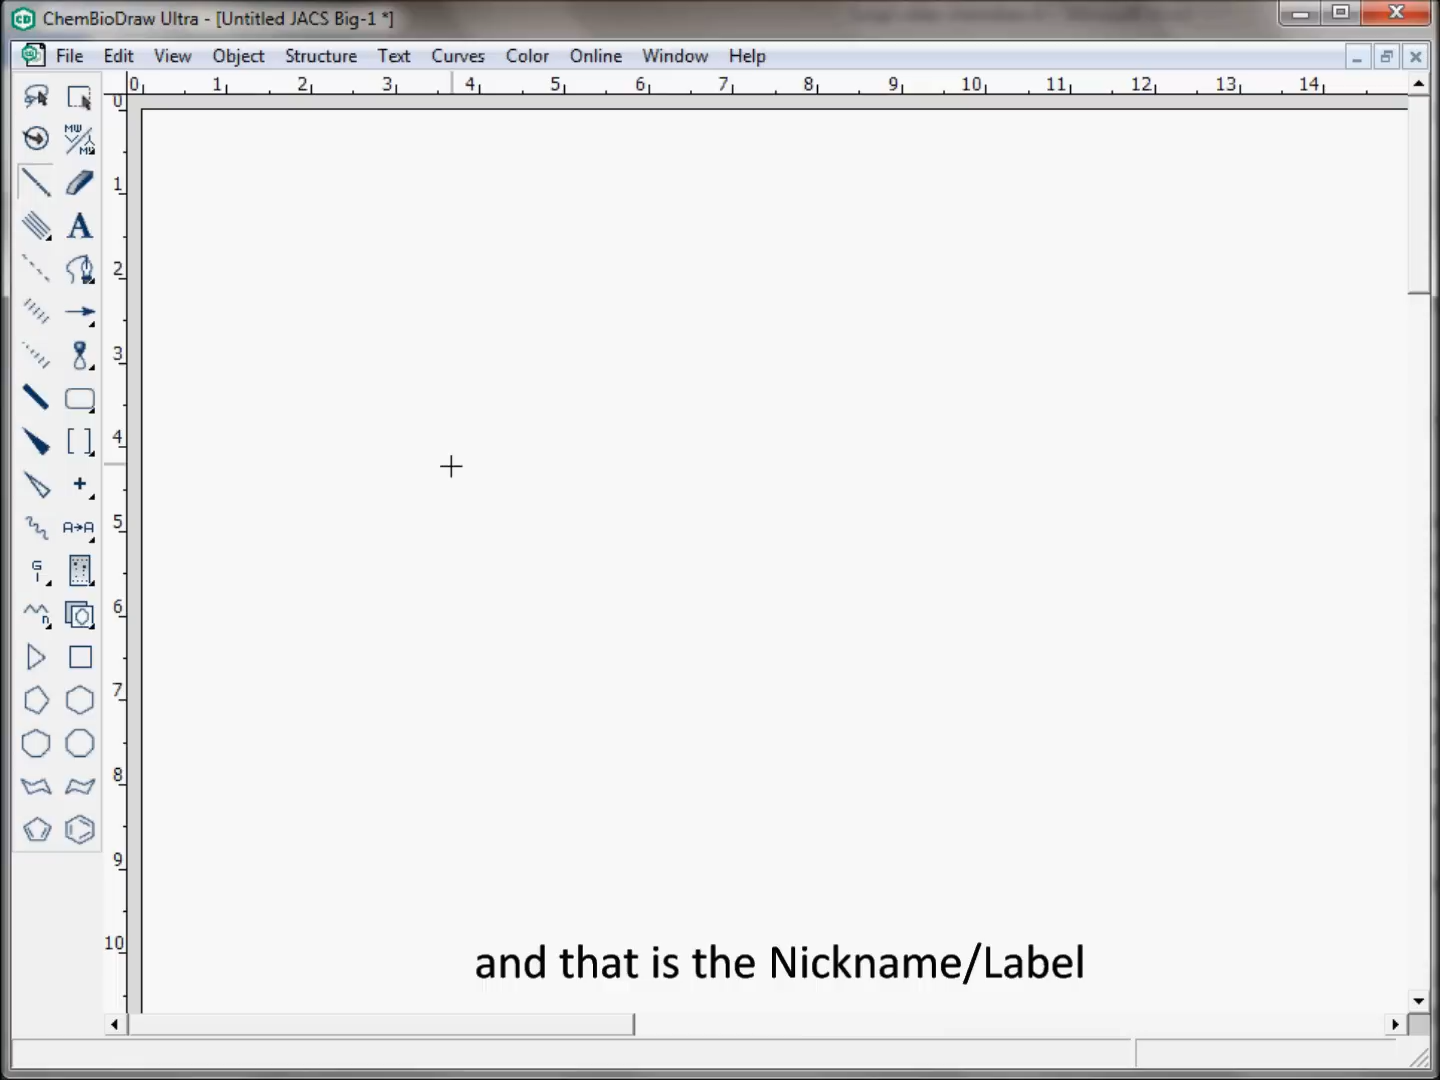 ChemBioDraw Ultra - [Untitled JACS Big-1 *]
File Edit View Object Structure Text Curves Color Online Window Help
0 1 2 3 4 5 6 7 8 9 10 11 12 13 14
0
MW
M$
1
A
2
3
4
5
A A
G
I
6
n
7
8
9
10
and that is the Nickname/Label